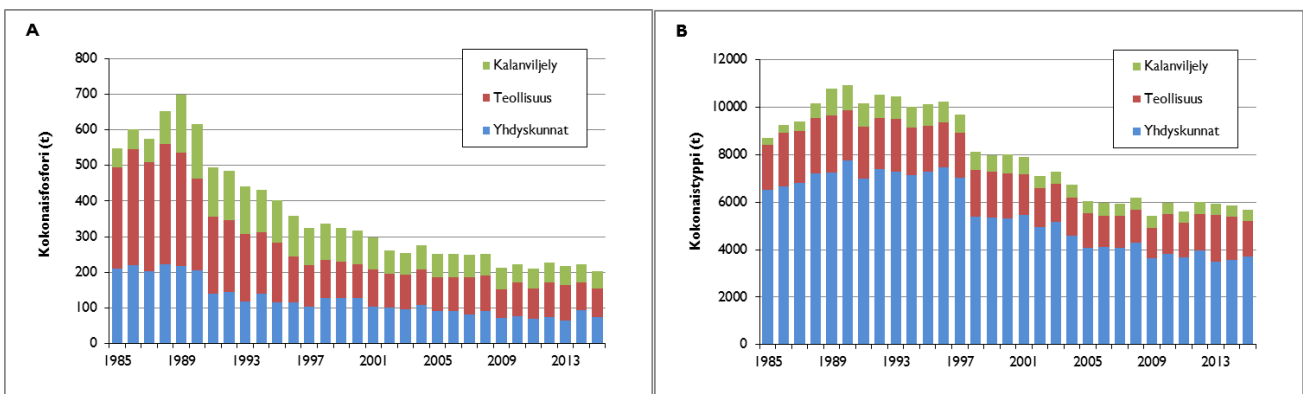 A
800
700
600
500
400
300
200
100
0
Kokonaisfosfori (t)
Kalanviljely
Teollisuus
Yhdyskunnat
1985 1989 1993 1997 2001 2005 2009 2013
B
12000
10000
8000
6000
4000
2000
0
Kokonaistyppi (t)
Kalanviljely
Teollisuus
Yhdyskunnat
1985 1989 1993 1997 2001 2005 2009 2013